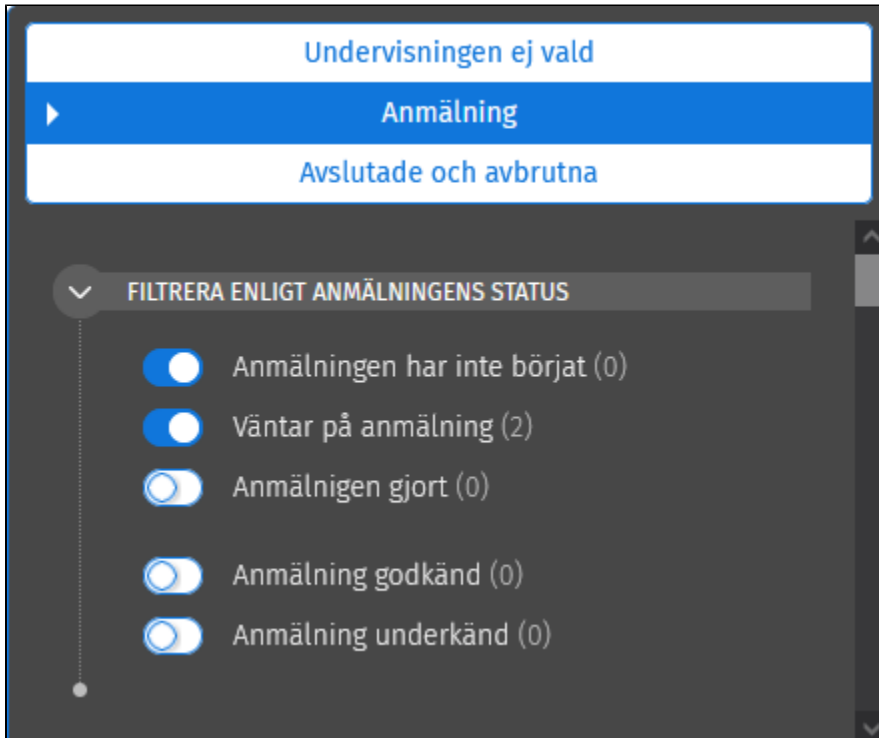 Undervisningen ej vald
Anmälning
Avslutade och avbrutna
FILTRERA ENLIGT ANMÄLNINGENS STATUS
Anmälningen har inte börjat (0)
Väntar på anmälning (2)
Anmälnigen gjort (0)
Anmälning godkänd (0)
Anmälning underkänd (0)